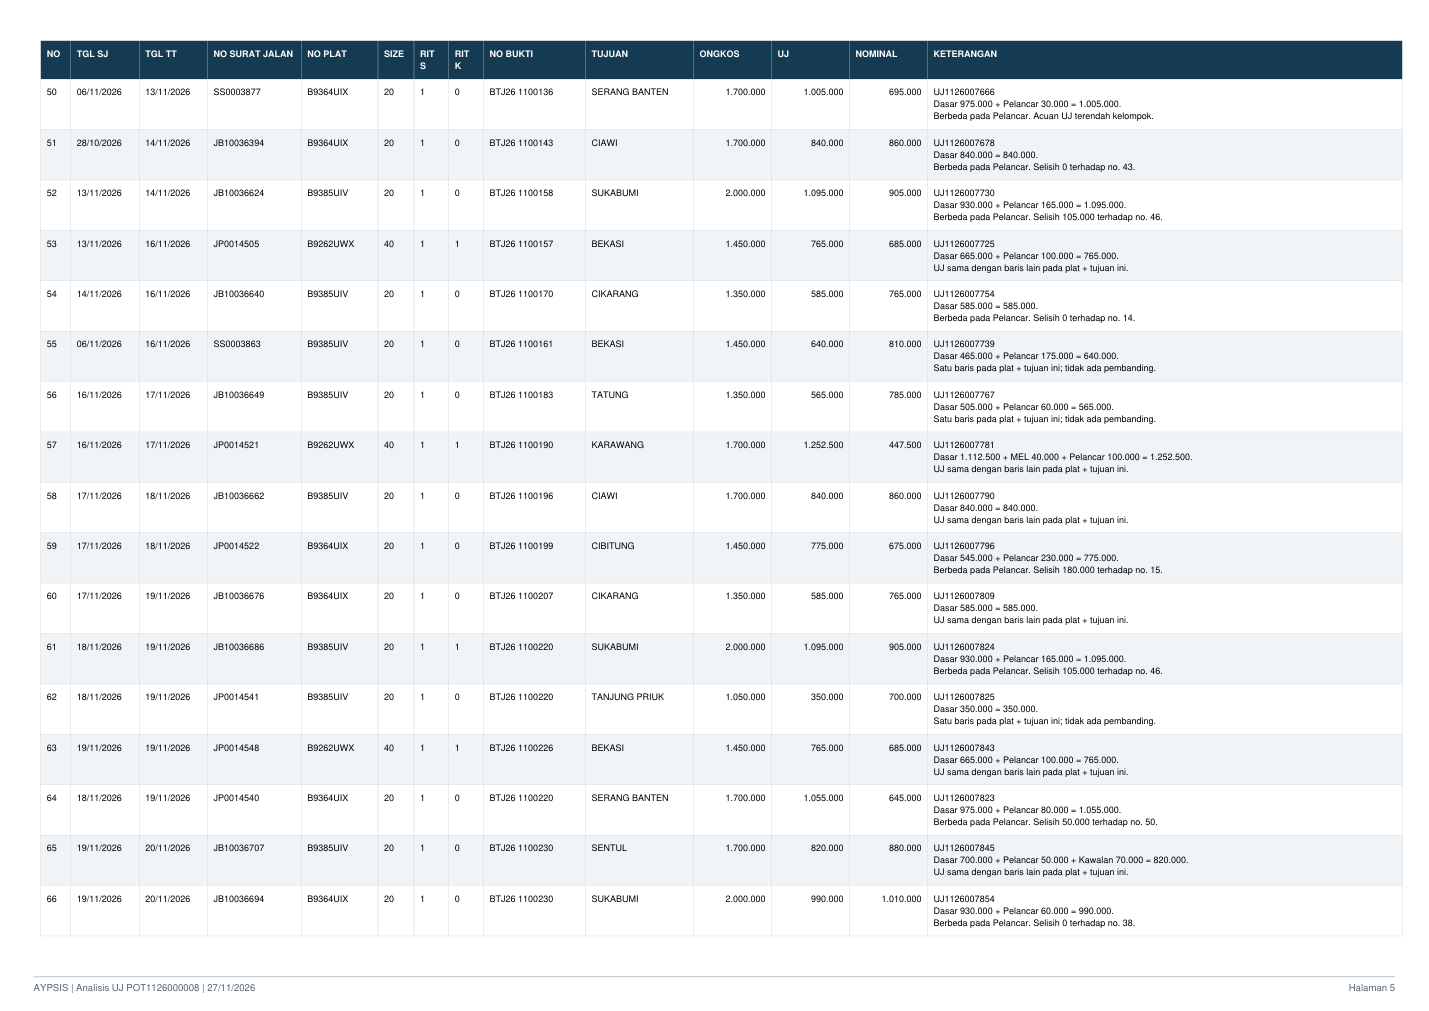 NO TGL SJ TGL TT NO SURAT JALAN NO PLAT SIZE RIT S RIT K NO BUKTI TUJUAN ONGKOS UJ NOMINAL KETERANGAN
50 06/11/2026 13/11/2026 SS0003877 B9364UIX 20 1 0 BTJ26 1100136 SERANG BANTEN 1.700.000 1.005.000 695.000 UJ1126007666
Dasar 975.000 + Pelancar 30.000 = 1.005.000.
Berbeda pada Pelancar. Acuan UJ terendah kelompok.
51 28/10/2026 14/11/2026 JB10036394 B9364UIX 20 1 0 BTJ26 1100143 CIAWI 1.700.000 840.000 860.000 UJ1126007678
Dasar 840.000 = 840.000.
Berbeda pada Pelancar. Selisih 0 terhadap no. 43.
52 13/11/2026 14/11/2026 JB10036624 B9385UIV 20 1 0 BTJ26 1100158 SUKABUMI 2.000.000 1.095.000 905.000 UJ1126007730
Dasar 930.000 + Pelancar 165.000 = 1.095.000.
Berbeda pada Pelancar. Selisih 105.000 terhadap no. 46.
53 13/11/2026 16/11/2026 JP0014505 B9262UWX 40 1 1 BTJ26 1100157 BEKASI 1.450.000 765.000 685.000 UJ1126007725
Dasar 665.000 + Pelancar 100.000 = 765.000.
UJ sama dengan baris lain pada plat + tujuan ini.
54 14/11/2026 16/11/2026 JB10036640 B9385UIV 20 1 0 BTJ26 1100170 CIKARANG 1.350.000 585.000 765.000 UJ1126007754
Dasar 585.000 = 585.000.
Berbeda pada Pelancar. Selisih 0 terhadap no. 14.
55 06/11/2026 16/11/2026 SS0003863 B9385UIV 20 1 0 BTJ26 1100161 BEKASI 1.450.000 640.000 810.000 UJ1126007739
Dasar 465.000 + Pelancar 175.000 = 640.000.
Satu baris pada plat + tujuan ini; tidak ada pembanding.
56 16/11/2026 17/11/2026 JB10036649 B9385UIV 20 1 0 BTJ26 1100183 TATUNG 1.350.000 565.000 785.000 UJ1126007767
Dasar 505.000 + Pelancar 60.000 = 565.000.
Satu baris pada plat + tujuan ini; tidak ada pembanding.
57 16/11/2026 17/11/2026 JP0014521 B9262UWX 40 1 1 BTJ26 1100190 KARAWANG 1.700.000 1.252.500 447.500 UJ1126007781
Dasar 1.112.500 + MEL 40.000 + Pelancar 100.000 = 1.252.500.
UJ sama dengan baris lain pada plat + tujuan ini.
58 17/11/2026 18/11/2026 JB10036662 B9385UIV 20 1 0 BTJ26 1100196 CIAWI 1.700.000 840.000 860.000 UJ1126007790
Dasar 840.000 = 840.000.
UJ sama dengan baris lain pada plat + tujuan ini.
59 17/11/2026 18/11/2026 JP0014522 B9364UIX 20 1 0 BTJ26 1100199 CIBITUNG 1.450.000 775.000 675.000 UJ1126007796
Dasar 545.000 + Pelancar 230.000 = 775.000.
Berbeda pada Pelancar. Selisih 180.000 terhadap no. 15.
60 17/11/2026 19/11/2026 JB10036676 B9364UIX 20 1 0 BTJ26 1100207 CIKARANG 1.350.000 585.000 765.000 UJ1126007809
Dasar 585.000 = 585.000.
UJ sama dengan baris lain pada plat + tujuan ini.
61 18/11/2026 19/11/2026 JB10036686 B9385UIV 20 1 1 BTJ26 1100220 SUKABUMI 2.000.000 1.095.000 905.000 UJ1126007824
Dasar 930.000 + Pelancar 165.000 = 1.095.000.
Berbeda pada Pelancar. Selisih 105.000 terhadap no. 46.
62 18/11/2026 19/11/2026 JP0014541 B9385UIV 20 1 0 BTJ26 1100220 TANJUNG PRIUK 1.050.000 350.000 700.000 UJ1126007825
Dasar 350.000 = 350.000.
Satu baris pada plat + tujuan ini; tidak ada pembanding.
63 19/11/2026 19/11/2026 JP0014548 B9262UWX 40 1 1 BTJ26 1100226 BEKASI 1.450.000 765.000 685.000 UJ1126007843
Dasar 665.000 + Pelancar 100.000 = 765.000.
UJ sama dengan baris lain pada plat + tujuan ini.
64 18/11/2026 19/11/2026 JP0014540 B9364UIX 20 1 0 BTJ26 1100220 SERANG BANTEN 1.700.000 1.055.000 645.000 UJ1126007823
Dasar 975.000 + Pelancar 80.000 = 1.055.000.
Berbeda pada Pelancar. Selisih 50.000 terhadap no. 50.
65 19/11/2026 20/11/2026 JB10036707 B9385UIV 20 1 0 BTJ26 1100230 SENTUL 1.700.000 820.000 880.000 UJ1126007845
Dasar 700.000 + Pelancar 50.000 + Kawalan 70.000 = 820.000.
UJ sama dengan baris lain pada plat + tujuan ini.
66 19/11/2026 20/11/2026 JB10036694 B9364UIX 20 1 0 BTJ26 1100230 SUKABUMI 2.000.000 990.000 1.010.000 UJ1126007854
Dasar 930.000 + Pelancar 60.000 = 990.000.
Berbeda pada Pelancar. Selisih 0 terhadap no. 38.
AYPSIS | Analisis UJ POT1126000008 | 27/11/2026 Halaman 5